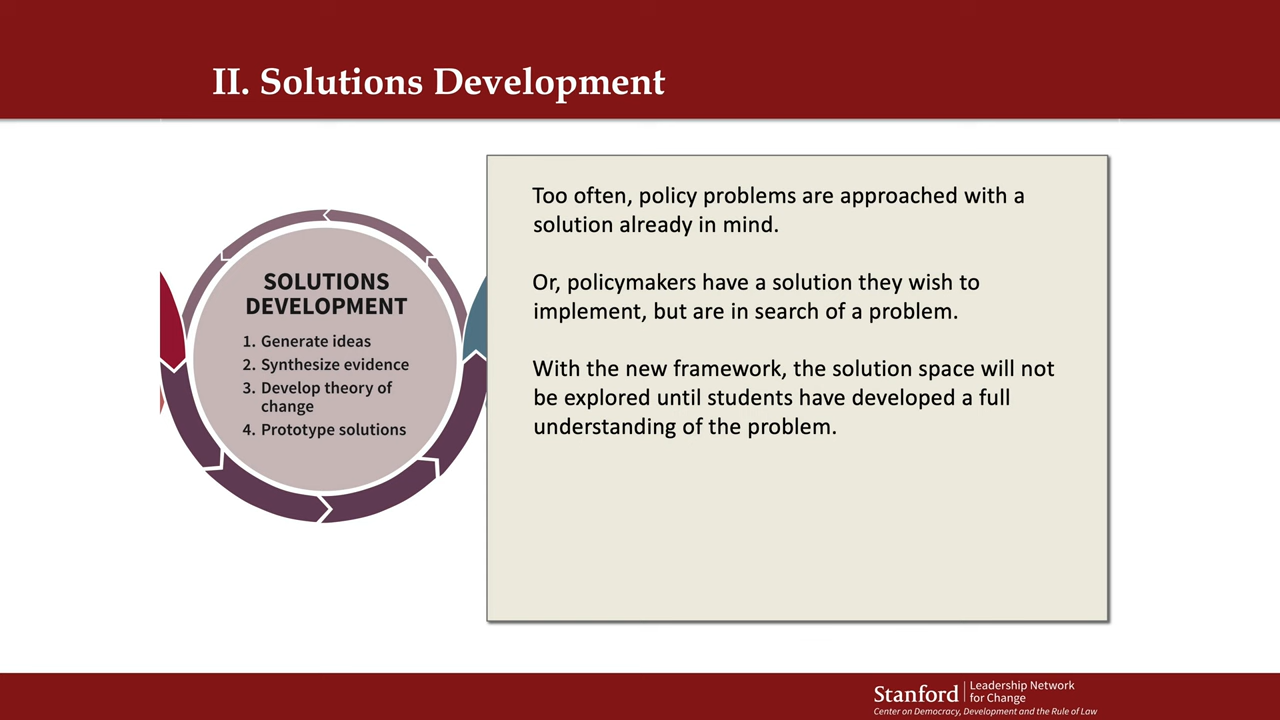 II. Solutions Development
SOLUTIONS
DEVELOPMENT
1. Generate ideas
2. Synthesize evidence
3. Develop theory of
change
4. Prototype solutions
Too often, policy problems are approached with a
solution already in mind.
Or, policymakers have a solution they wish to
implement, but are in search of a problem.
With the new framework, the solution space will not
be explored until students have developed a full
understanding of the problem.
Stanford
Leadership Network
for Change
Center on Democracy, Development and the Rule of Law